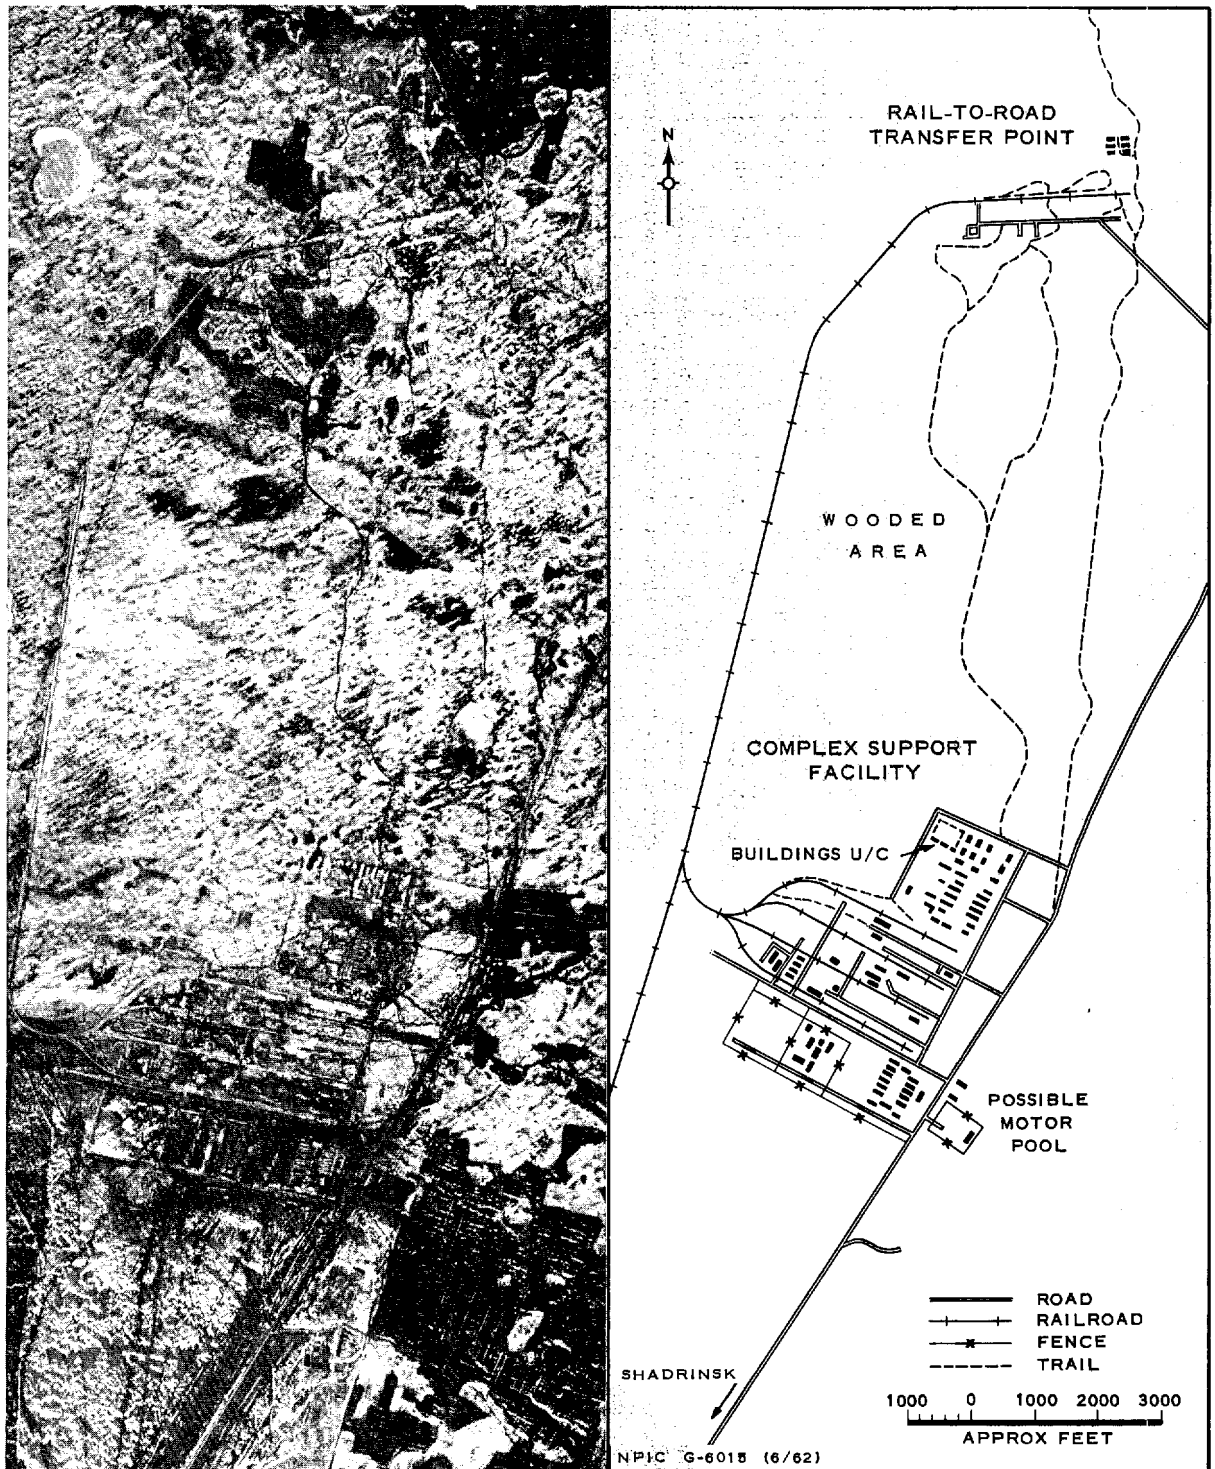 RAIL-TO-ROAD
TRANSFER POINT
N
WOODED
AREA
COMPLEX SUPPORT
FACILITY
BUILDINGS U/C
POSSIBLE
MOTOR
POOL
ROAD
RAILROAD
FENCE
TRAIL
SHADRINSK
1000 0 1000 2000 3000
APPROX FEET
NPIC G-6015 (6/62)